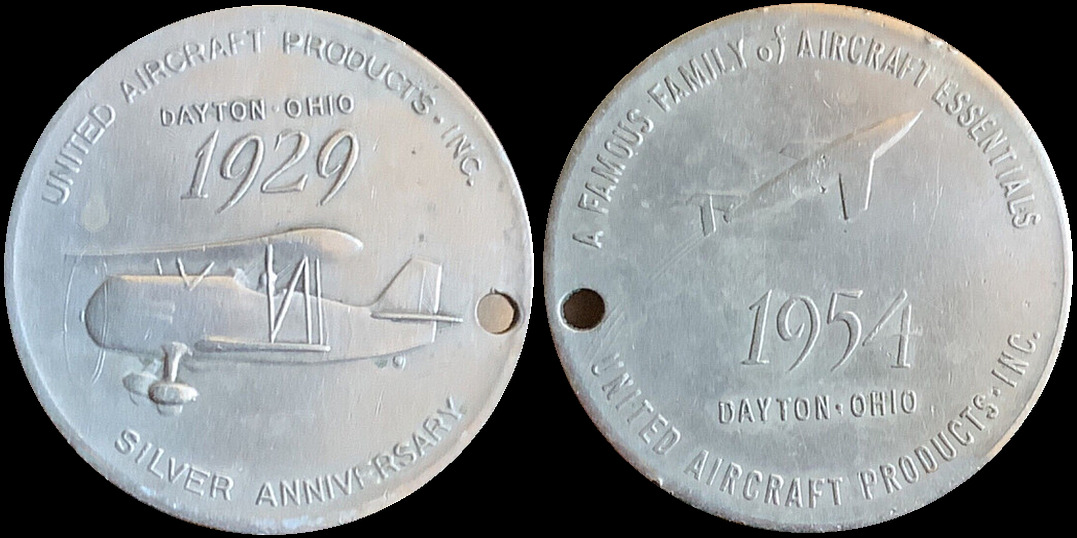 UNITED AIRCRAFT PRODUCTS · INC.
DAYTON · OHIO
1929
SILVER ANNIVERSARY
A FAMOUS FAMILY of AIRCRAFT ESSENTIALS
1954
DAYTON · OHIO
UNITED AIRCRAFT PRODUCTS · INC.